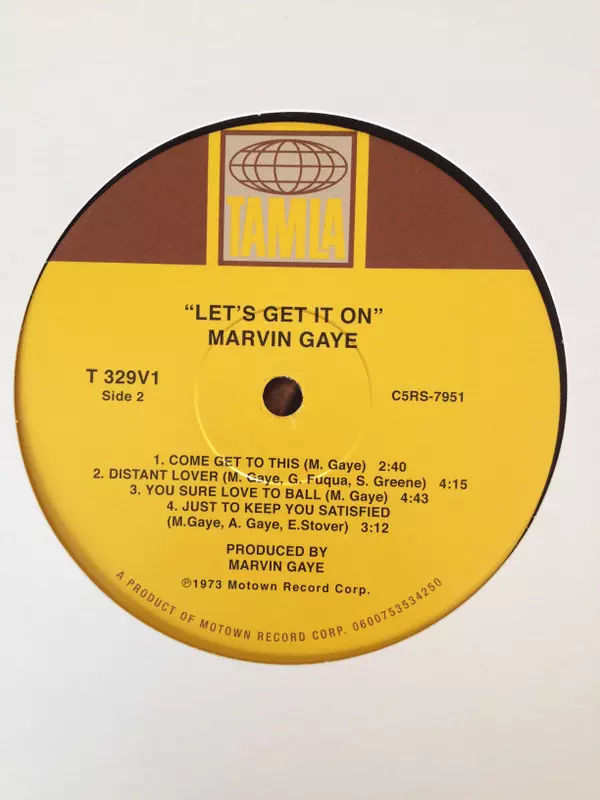 TAMLA
“LET’S GET IT ON”
MARVIN GAYE
T 329V1
Side 2
C5RS-7951
1. COME GET TO THIS (M. Gaye) 2:40
2. DISTANT LOVER (M. Gaye, G. Fuqua, S. Greene) 4:15
3. YOU SURE LOVE TO BALL (M. Gaye) 4:43
4. JUST TO KEEP YOU SATISFIED
(M.Gaye, A. Gaye, E.Stover) 3:12
PRODUCED BY
MARVIN GAYE
℗1973 Motown Record Corp.
A PRODUCT OF MOTOWN RECORD CORP. 0600753534250